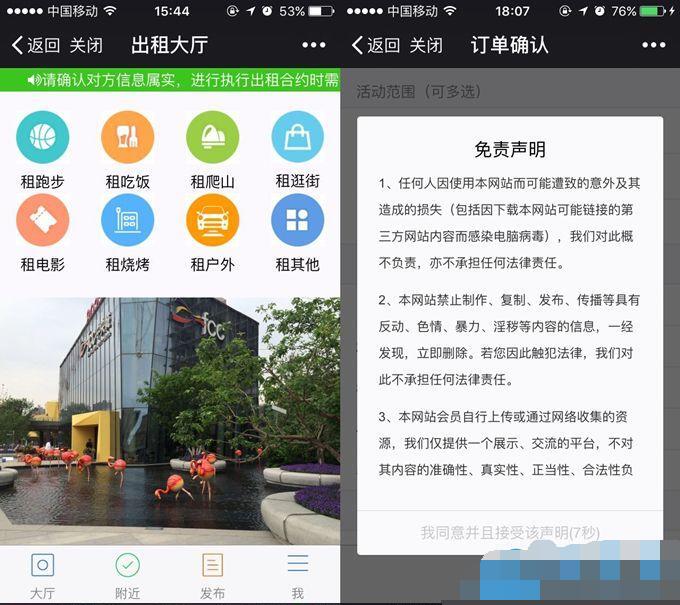 中国移动
15:44
53%
返回 关闭
出租大厅
请确认对方信息属实，进行执行出租合约时需
租跑步
租吃饭
租爬山
租逛街
租电影
租烧烤
租户外
租其他
fcc
大厅
附近
发布
我
中国移动
18:07
76%
返回 关闭
订单确认
活动范围（可多选）
免责声明
1、任何人因使用本网站而可能遭致的意外及其
造成的损失（包括因下载本网站可能链接的第
三方网站内容而感染电脑病毒），我们对此概
不负责，亦不承担任何法律责任。
2、本网站禁止制作、复制、发布、传播等具有
反动、色情、暴力、淫秽等内容的信息，一经
发现，立即删除。若您因此触犯法律，我们对
此不承担任何法律责任。
3、本网站会员自行上传或通过网络收集的资
源，我们仅提供一个展示、交流的平台，不对
其内容的准确性、真实性、正当性、合法性负
我同意并且接受该声明(7秒)